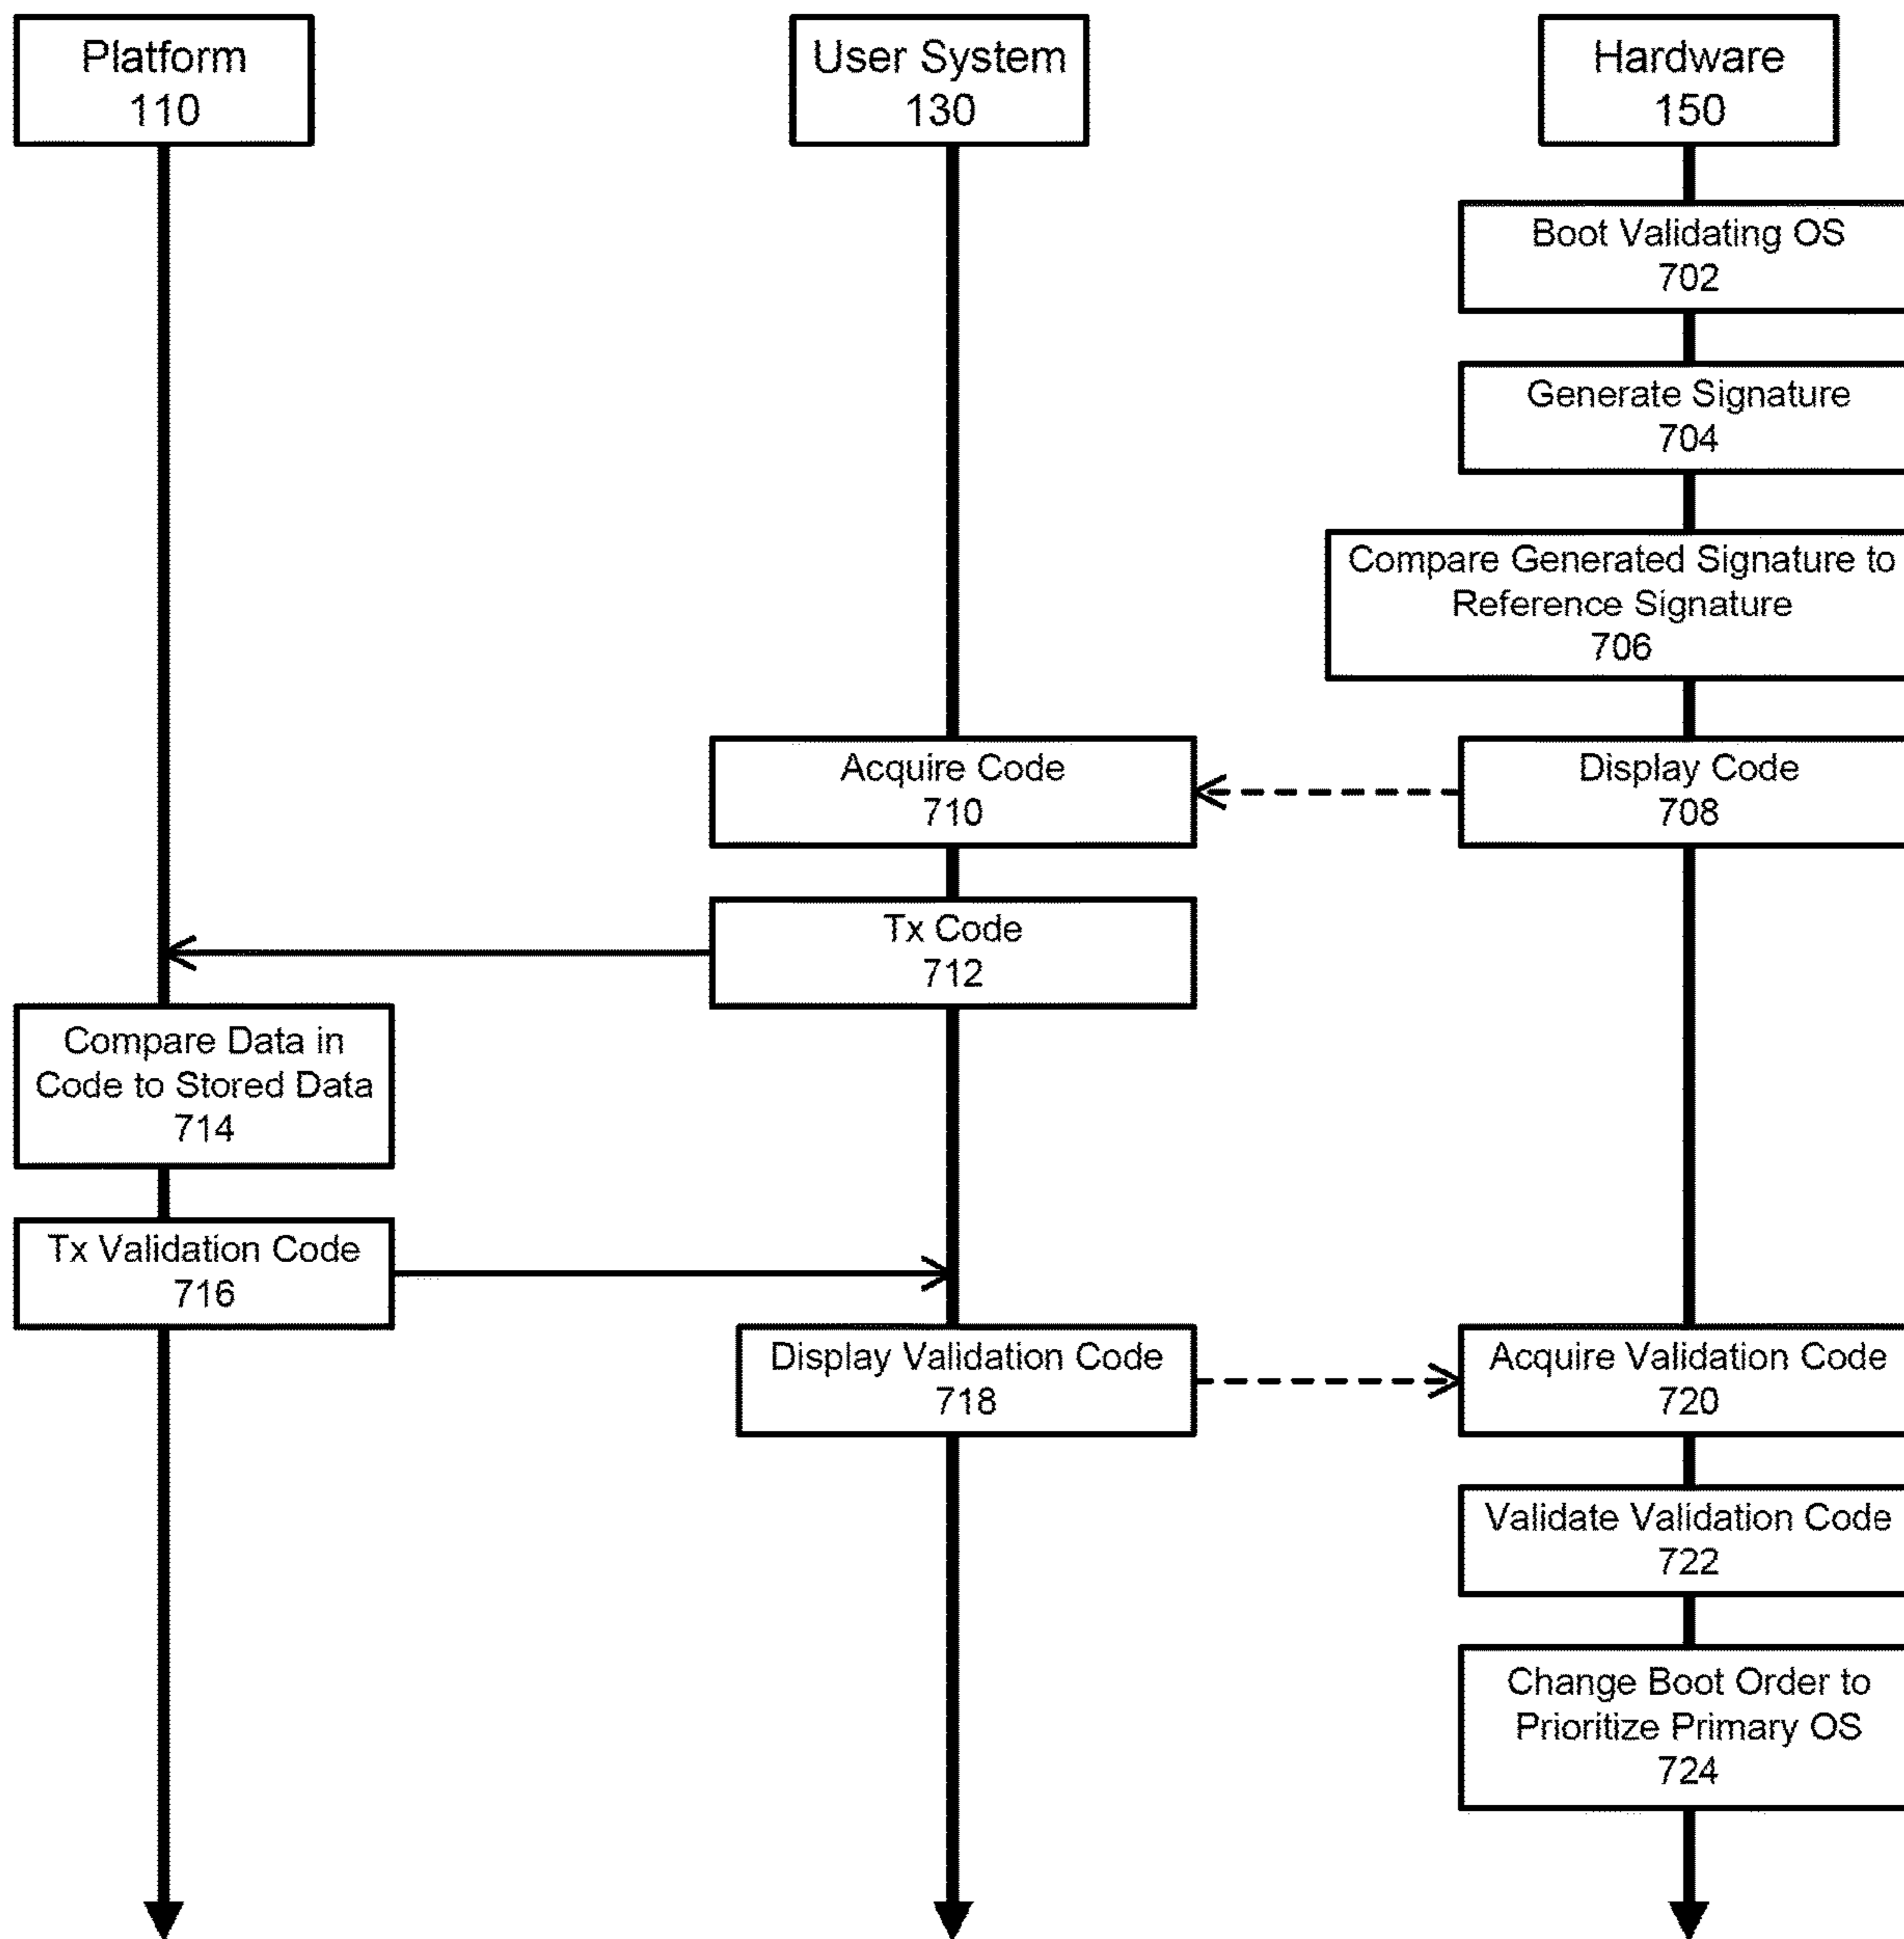 Platform
110
User System
130
Hardware
150
Boot Validating OS
702
Generate Signature
704
Compare Generated Signature to
Reference Signature
706
Acquire Code
710
Display Code
708
Tx Code
712
Compare Data in
Code to Stored Data
714
Tx Validation Code
716
Display Validation Code
718
Acquire Validation Code
720
Validate Validation Code
722
Change Boot Order to
Prioritize Primary OS
724